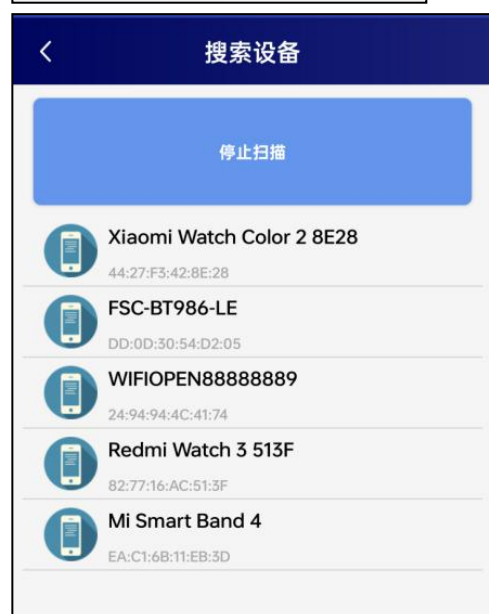 搜索设备
停止扫描
Xiaomi Watch Color 2 8E28
44:27:F3:42:8E:28
FSC-BT986-LE
DD:0D:30:54:D2:05
WIFIOPEN88888889
24:94:94:4C:41:74
Redmi Watch 3 513F
82:77:16:AC:51:3F
Mi Smart Band 4
EA:C1:6B:11:EB:3D